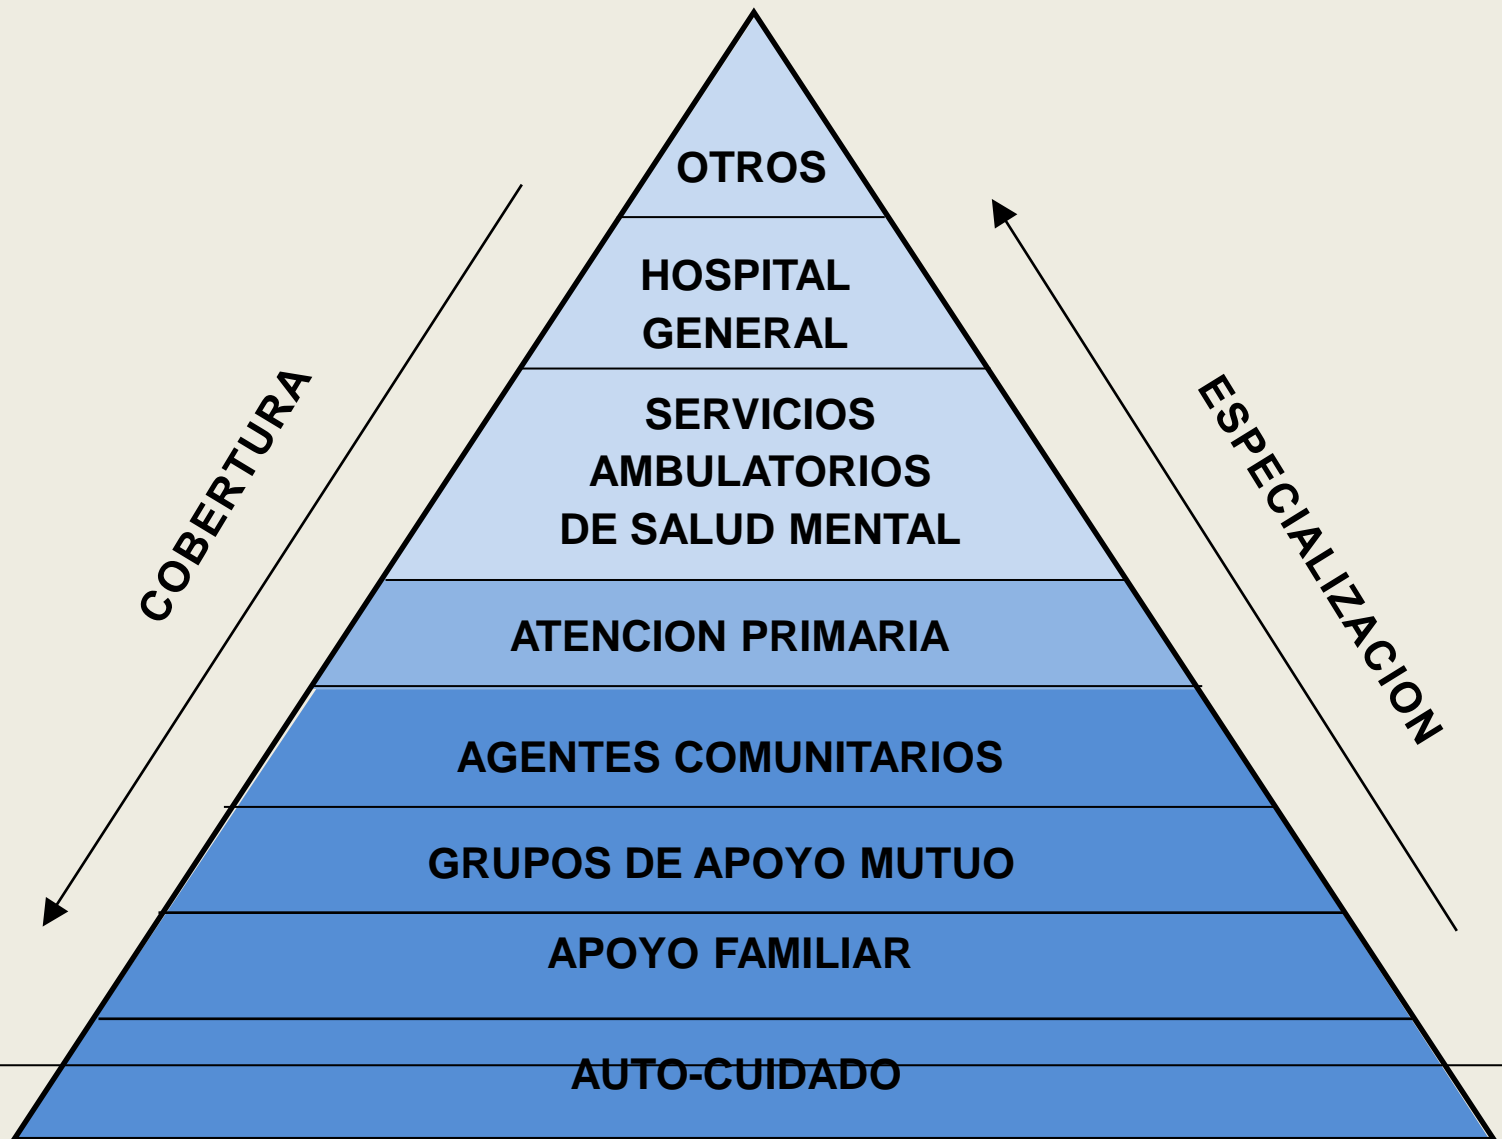 OTROS
HOSPITAL
GENERAL
SERVICIOS
AMBULATORIOS
DE SALUD MENTAL
ATENCION PRIMARIA
AGENTES COMUNITARIOS
GRUPOS DE APOYO MUTUO
APOYO FAMILIAR
AUTO-CUIDADO
COBERTURA
ESPECIALIZACION